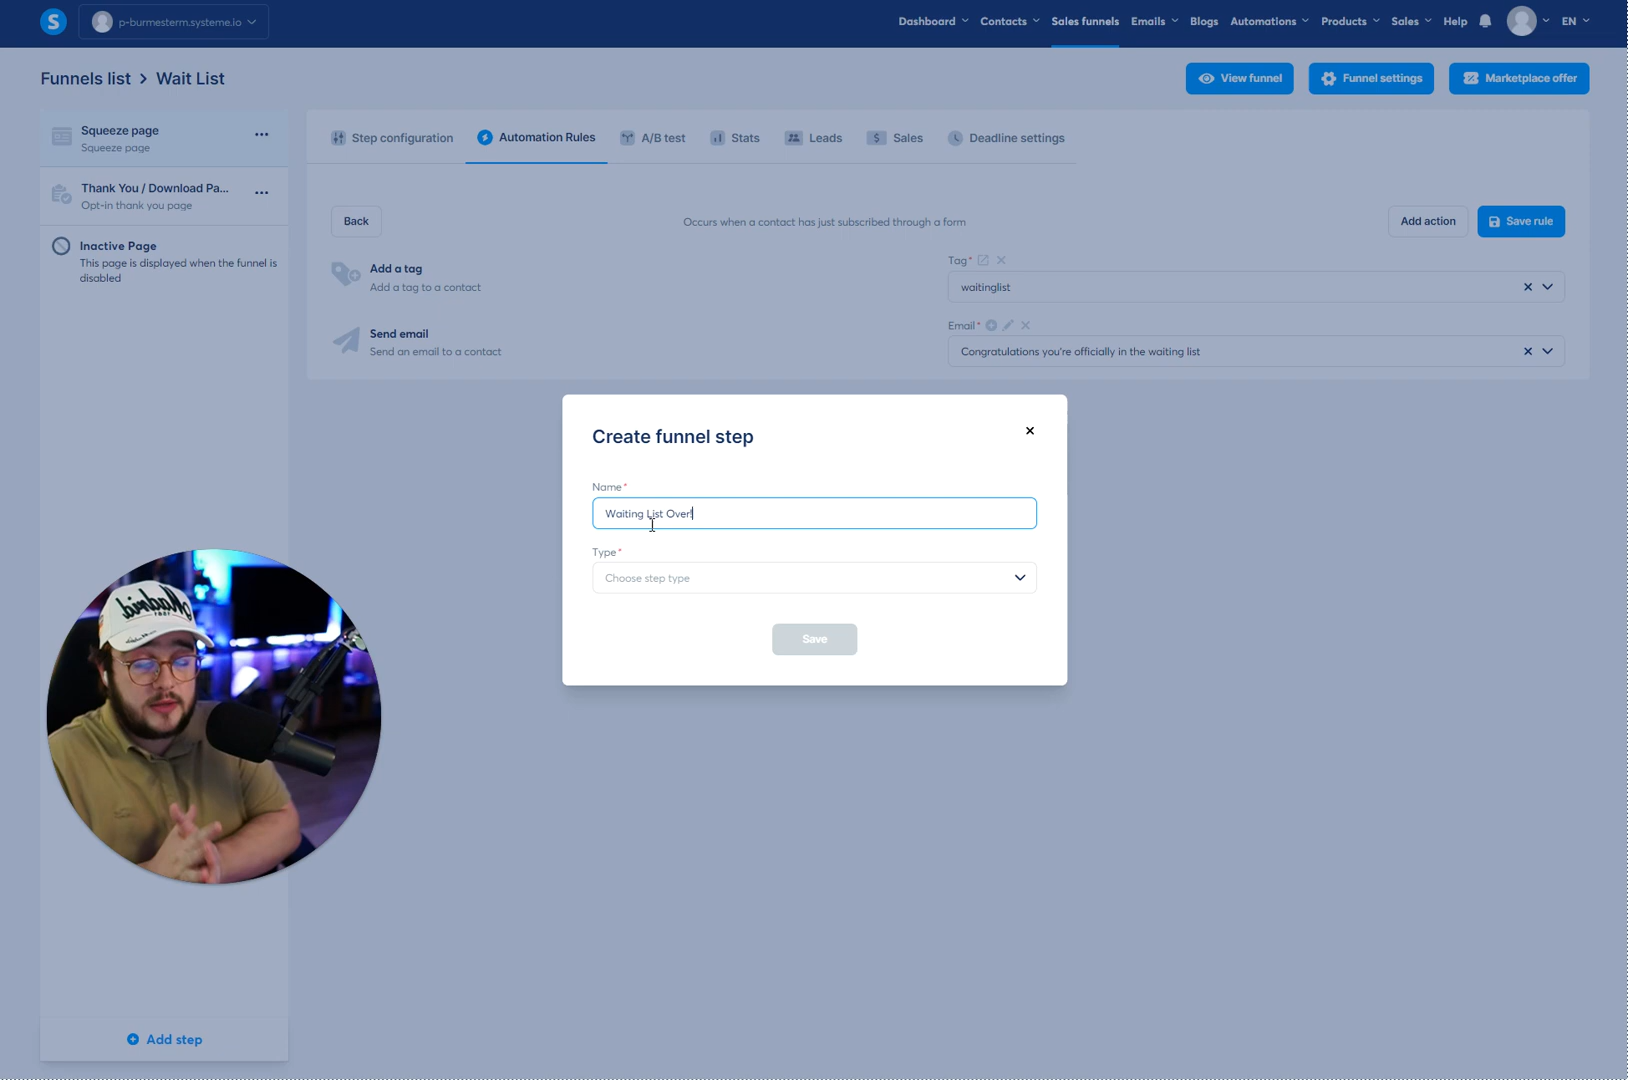 S
p-burmesterm.systeme.io
Dashboard Contacts Sales funnels Emails Blogs Automations Products Sales Help EN
Funnels list > Wait List
View funnel
Funnel settings
Marketplace offer
Squeeze page
Squeeze page
Thank You / Download Pa...
Opt-in thank you page
Inactive Page
This page is displayed when the funnel is
disabled
Add step
Step configuration Automation Rules A/B test Stats Leads Sales Deadline settings
Back
Occurs when a contact has just subscribed through a form
Add action
Save rule
Add a tag
Add a tag to a contact
Tag*
waitinglist
Send email
Send an email to a contact
Email*
Congratulations you're officially in the waiting list
Create funnel step
Name*
Waiting List Over!
Type*
Choose step type
Save